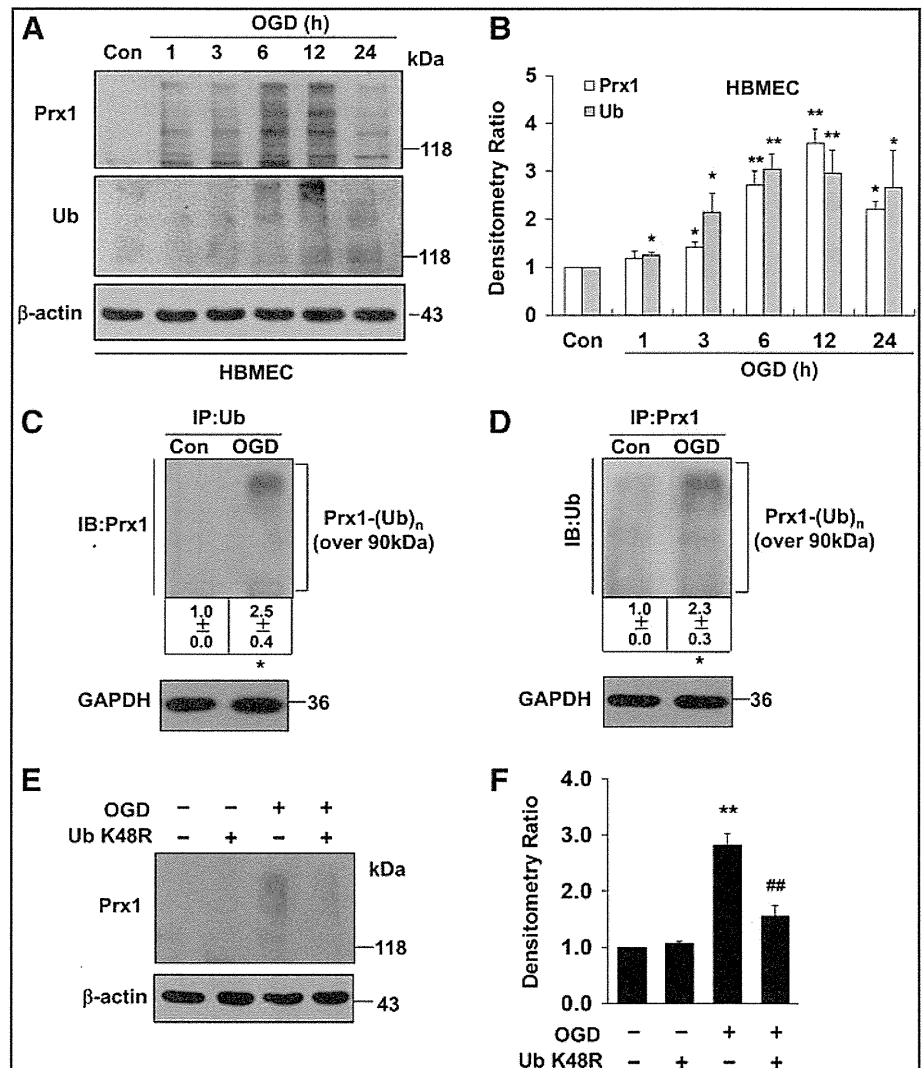 A
OGD (h)
Con 1 3 6 12 24 kDa
Prx1
118
Ub
118
β-actin 43
HBMEC
B
Prx1
Ub
HBMEC
Densitometry Ratio
5
4
3
2
1
0
* * * ** ** ** ** * *
Con 1 3 6 12 24
OGD (h)
C
IP:Ub
Con OGD
IB:Prx1
Prx1-(Ub)n
(over 90kDa)
1.0 2.5
± ±
0.0 0.4
*
GAPDH 36
D
IP:Prx1
Con OGD
IB:Ub
Prx1-(Ub)n
(over 90kDa)
1.0 2.3
± ±
0.0 0.3
*
GAPDH 36
E
OGD – – + +
Ub K48R – + – +
kDa
Prx1
118
β-actin 43
F
Densitometry Ratio
4.0
3.0
2.0
1.0
0.0
**
##
OGD – – + +
Ub K48R – + – +